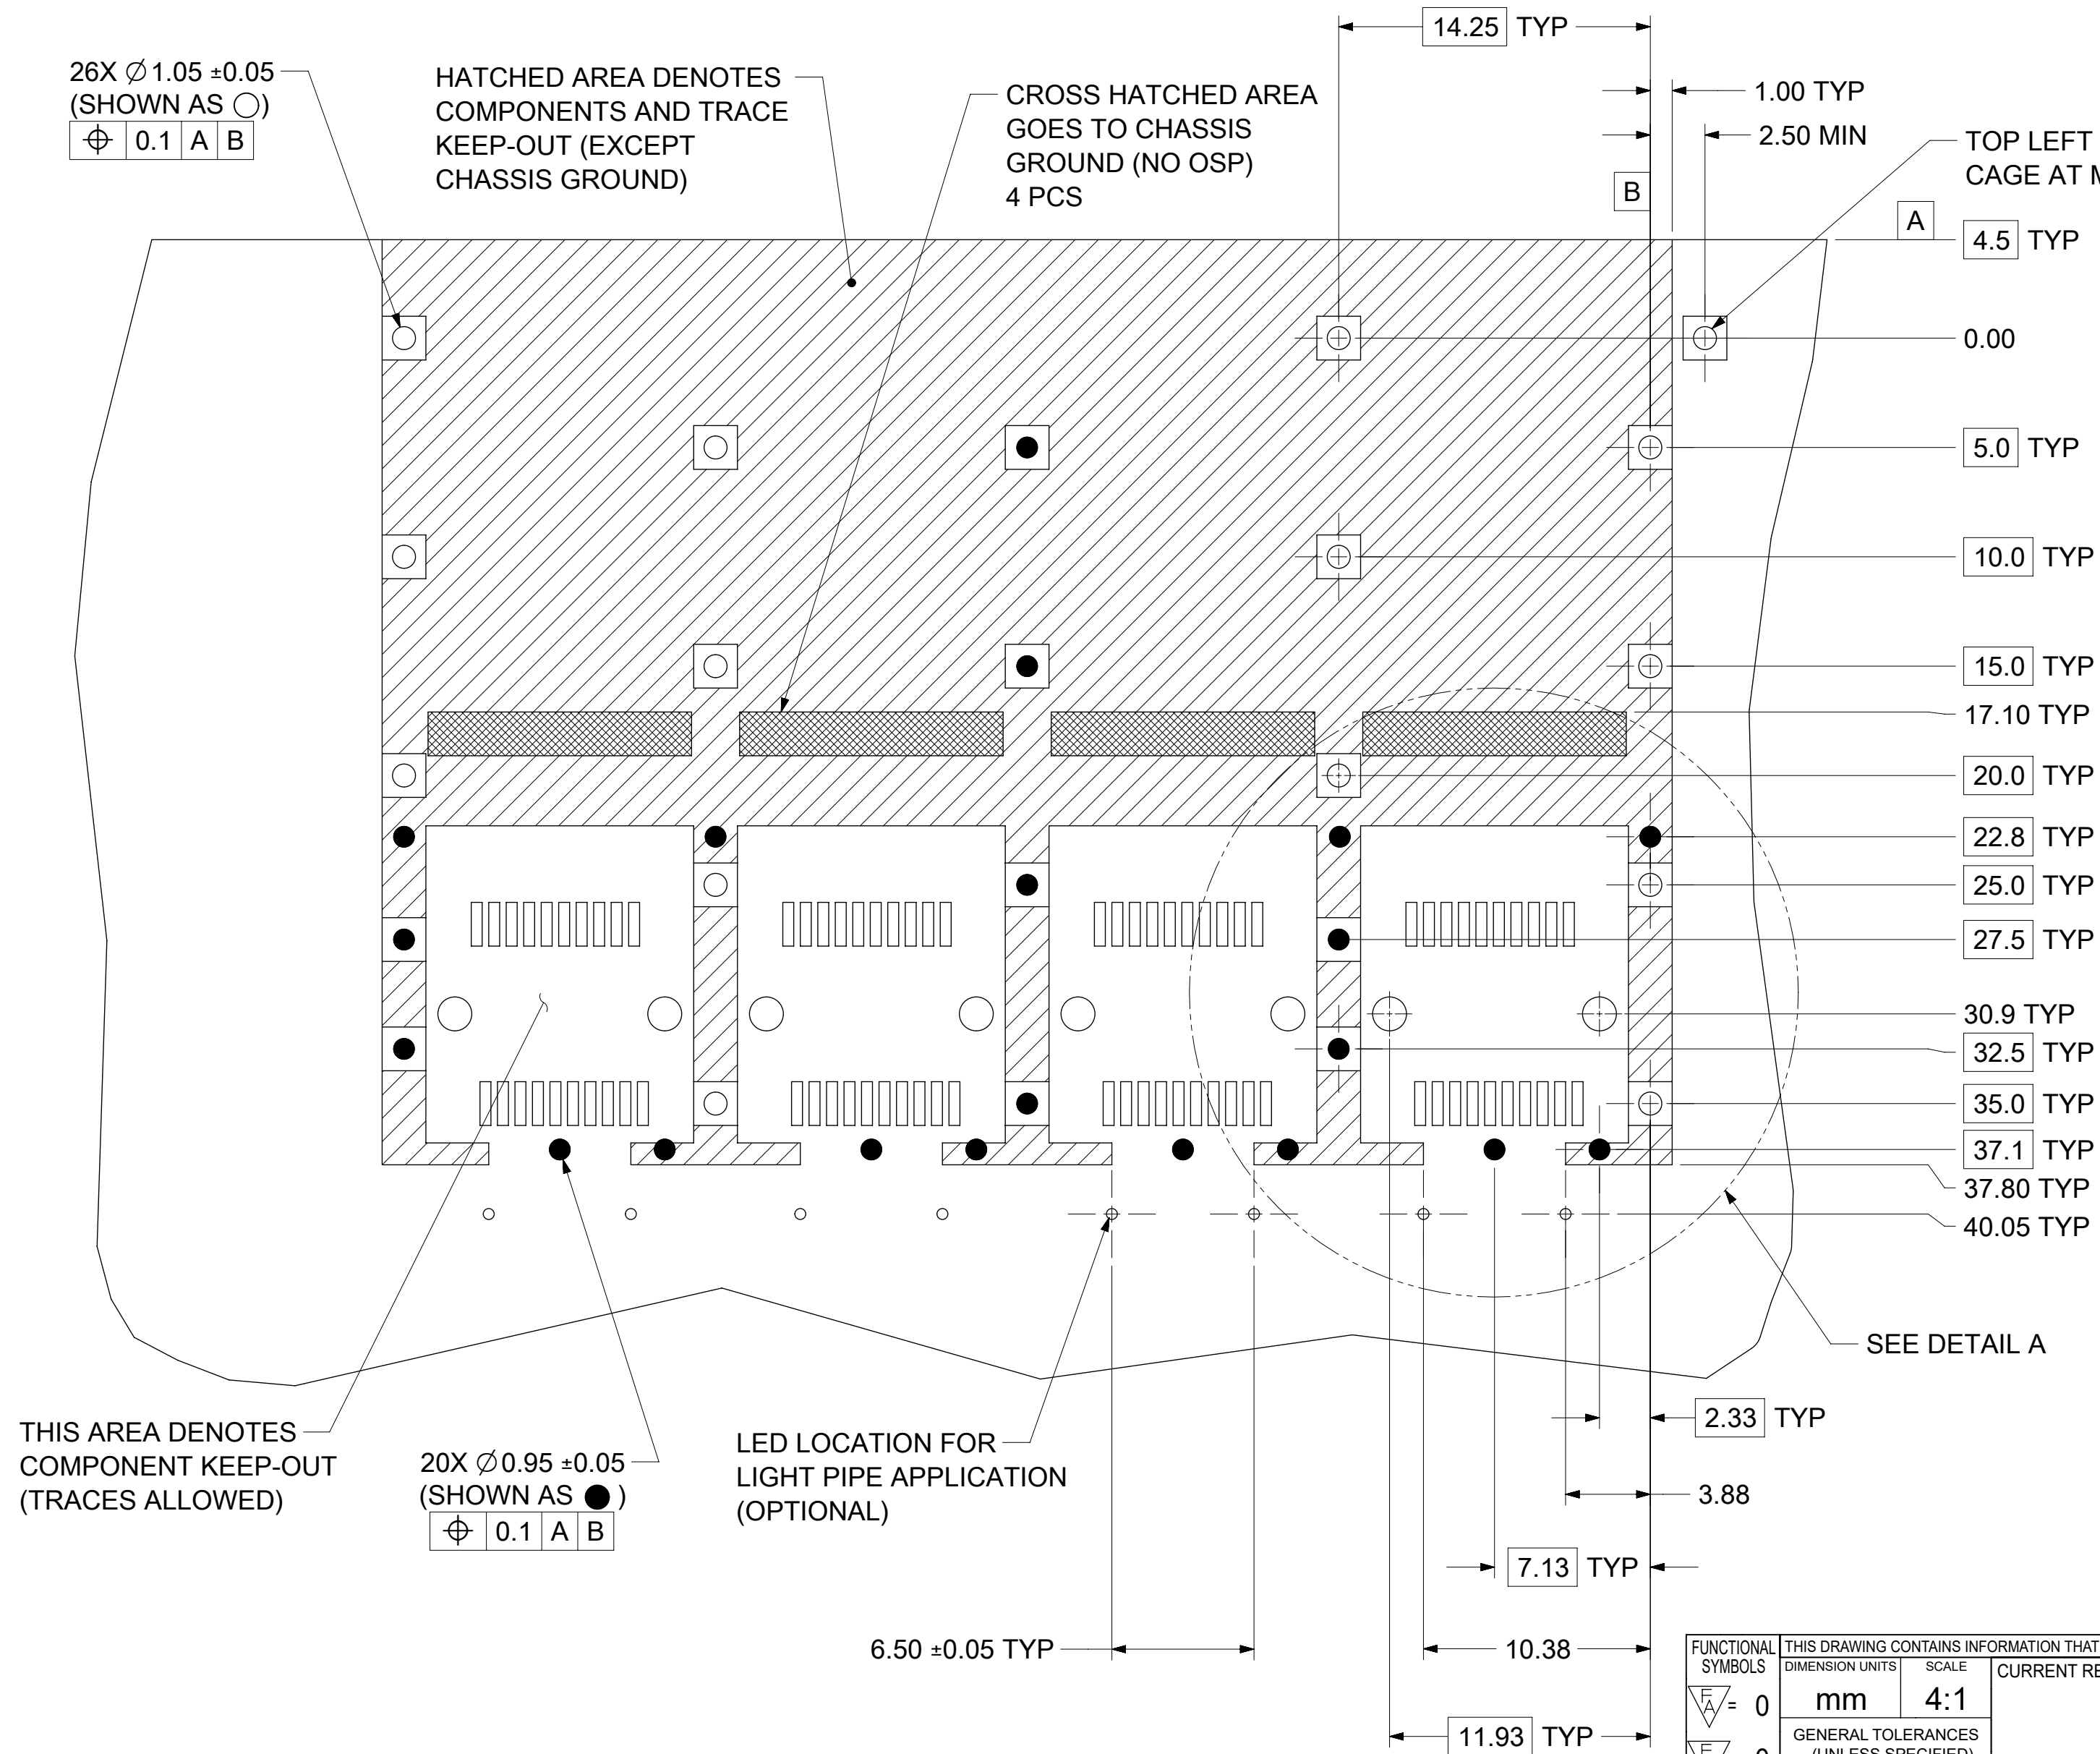 14.25 TYP
26X ∅1.05 ±0.05
(SHOWN AS ○)
⌖ 0.1 A B
HATCHED AREA DENOTES
COMPONENTS AND TRACE
KEEP-OUT (EXCEPT
CHASSIS GROUND)
CROSS HATCHED AREA
GOES TO CHASSIS
GROUND (NO OSP)
4 PCS
1.00 TYP
2.50 MIN
TOP LEFT
CAGE AT
B
A
4.5 TYP
0.00
5.0 TYP
10.0 TYP
15.0 TYP
17.10 TYP
20.0 TYP
22.8 TYP
25.0 TYP
27.5 TYP
30.9 TYP
32.5 TYP
35.0 TYP
37.1 TYP
37.80 TYP
40.05 TYP
SEE DETAIL A
THIS AREA DENOTES
COMPONENT KEEP-OUT
(TRACES ALLOWED)
20X ∅0.95 ±0.05
(SHOWN AS ●)
⌖ 0.1 A B
LED LOCATION FOR
LIGHT PIPE APPLICATION
(OPTIONAL)
2.33 TYP
3.88
7.13 TYP
6.50 ±0.05 TYP
10.38
11.93 TYP
FUNCTIONAL
SYMBOLS
FA = 0
THIS DRAWING CONTAINS INFORMATION THAT
DIMENSION UNITS
mm
SCALE
4:1
CURRENT
GENERAL TOLERANCES
(UNLESS SPECIFIED)